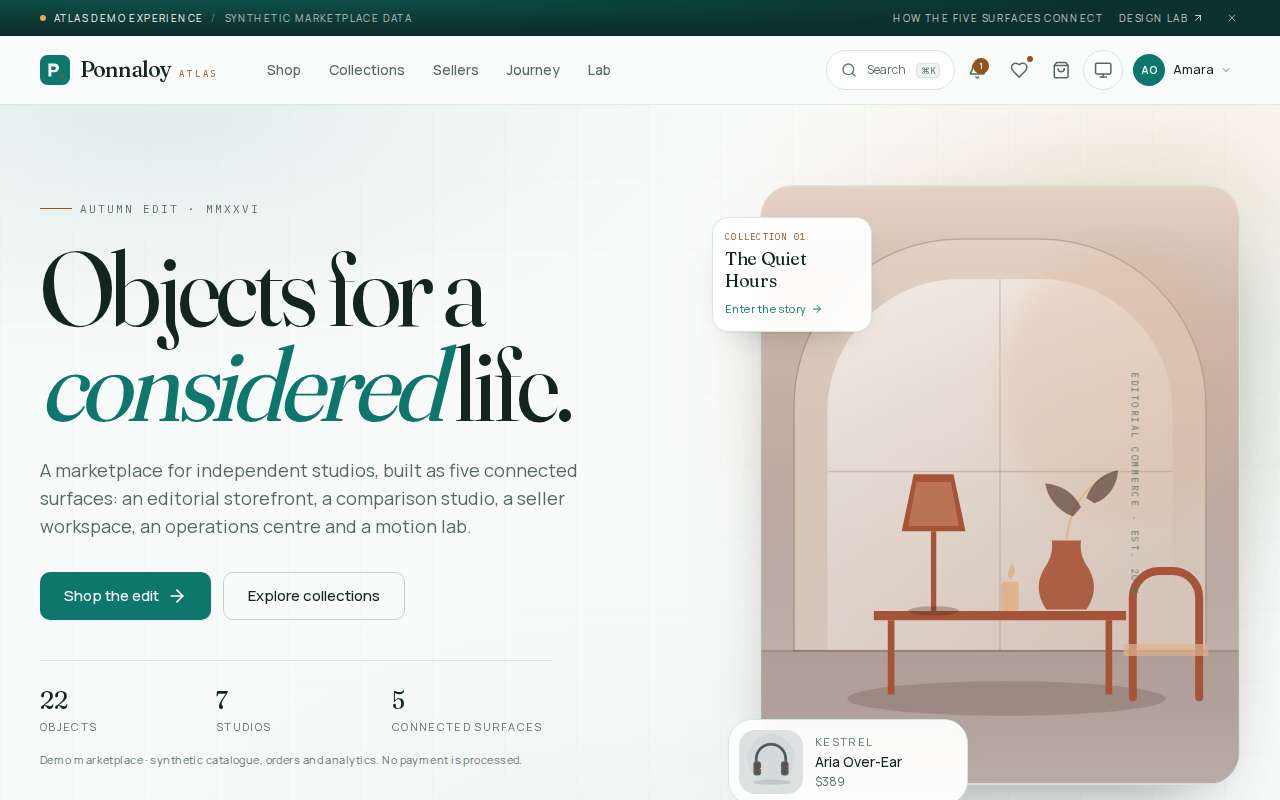 ATLAS DEMO EXPERIENCE / SYNTHETIC MARKETPLACE DATA
HOW THE FIVE SURFACES CONNECT
DESIGN LAB
P
Ponnaloy ATLAS
Shop
Collections
Sellers
Journey
Lab
Search ⌘K
1
AO
Amara
AUTUMN EDIT · MMXXVI
Objects for a
considered life.
A marketplace for independent studios, built as five connected
surfaces: an editorial storefront, a comparison studio, a seller
workspace, an operations centre and a motion lab.
Shop the edit
Explore collections
22
OBJECTS
7
STUDIOS
5
CONNECTED SURFACES
Demo marketplace · synthetic catalogue, orders and analytics. No payment is processed.
COLLECTION 01
The Quiet
Hours
Enter the story
EDITORIAL COMMERCE · EST.
KESTREL
Aria Over-Ear
$389